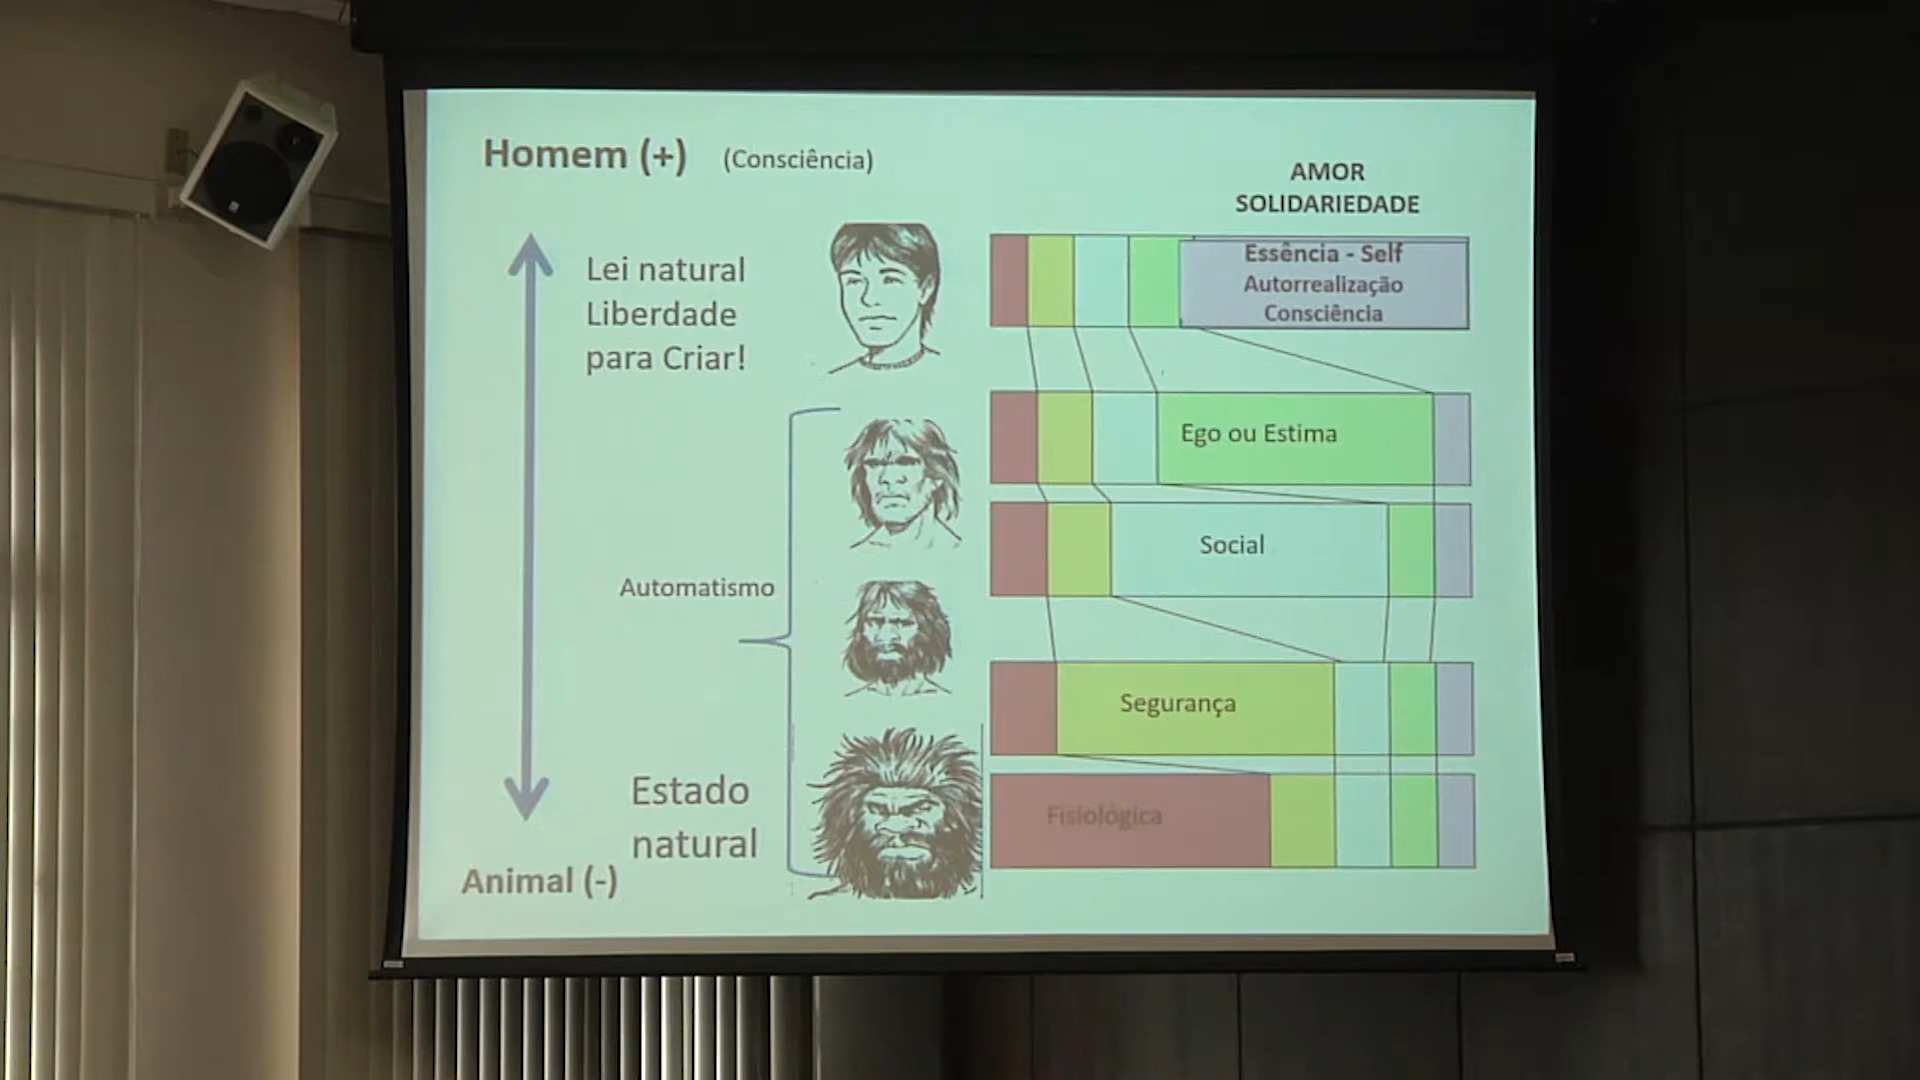 Homem (+) (Consciência)
AMOR
SOLIDARIEDADE
Lei natural
Liberdade
para Criar!
Essência - Self
Autorrealização
Consciência
Ego ou Estima
Social
Automatismo
Segurança
Estado
natural
Fisiológica
Animal (-)